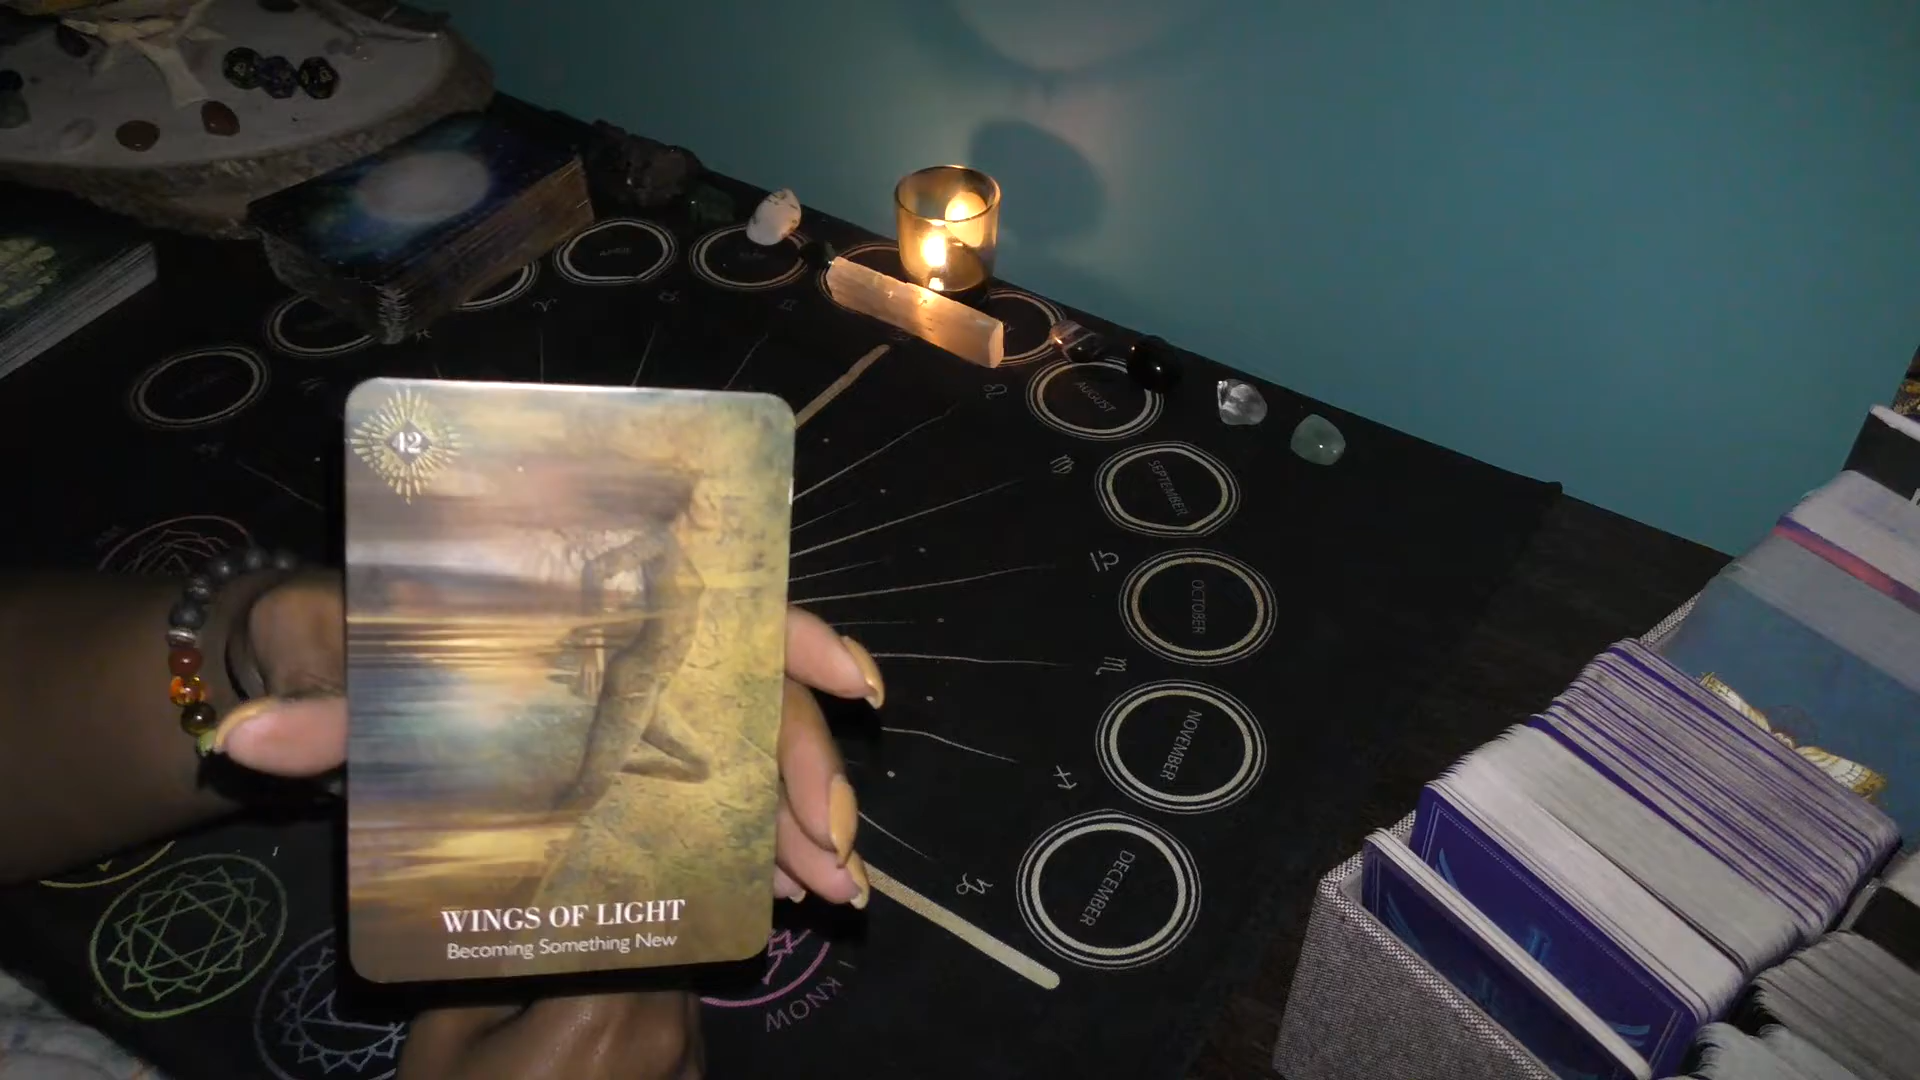 42
WINGS OF LIGHT
Becoming Something New
AUGUST
SEPTEMBER
OCTOBER
NOVEMBER
DECEMBER
I KNOW